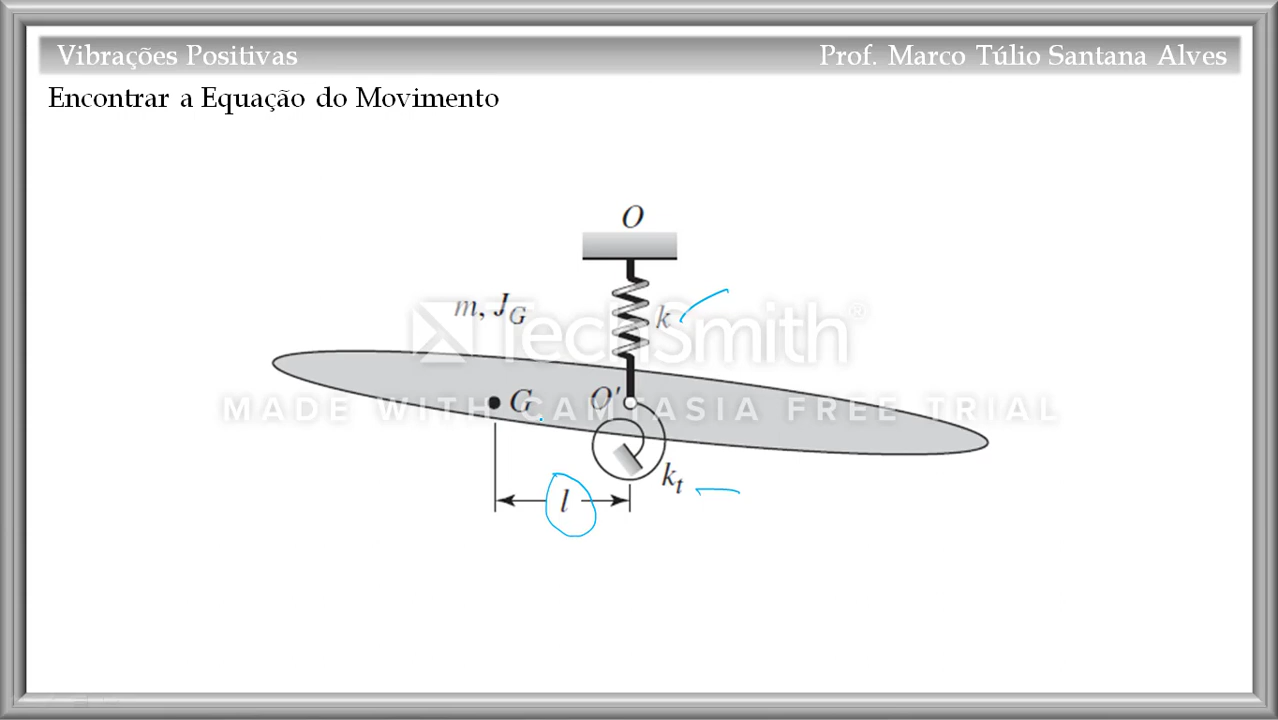 Vibrações Positivas
Prof. Marco Túlio Santana Alves
Encontrar a Equação do Movimento
O
m, J_G
k
TechSmith®
G
O'
MADE WITH CAMTASIA FREE TRIAL
k_t
l